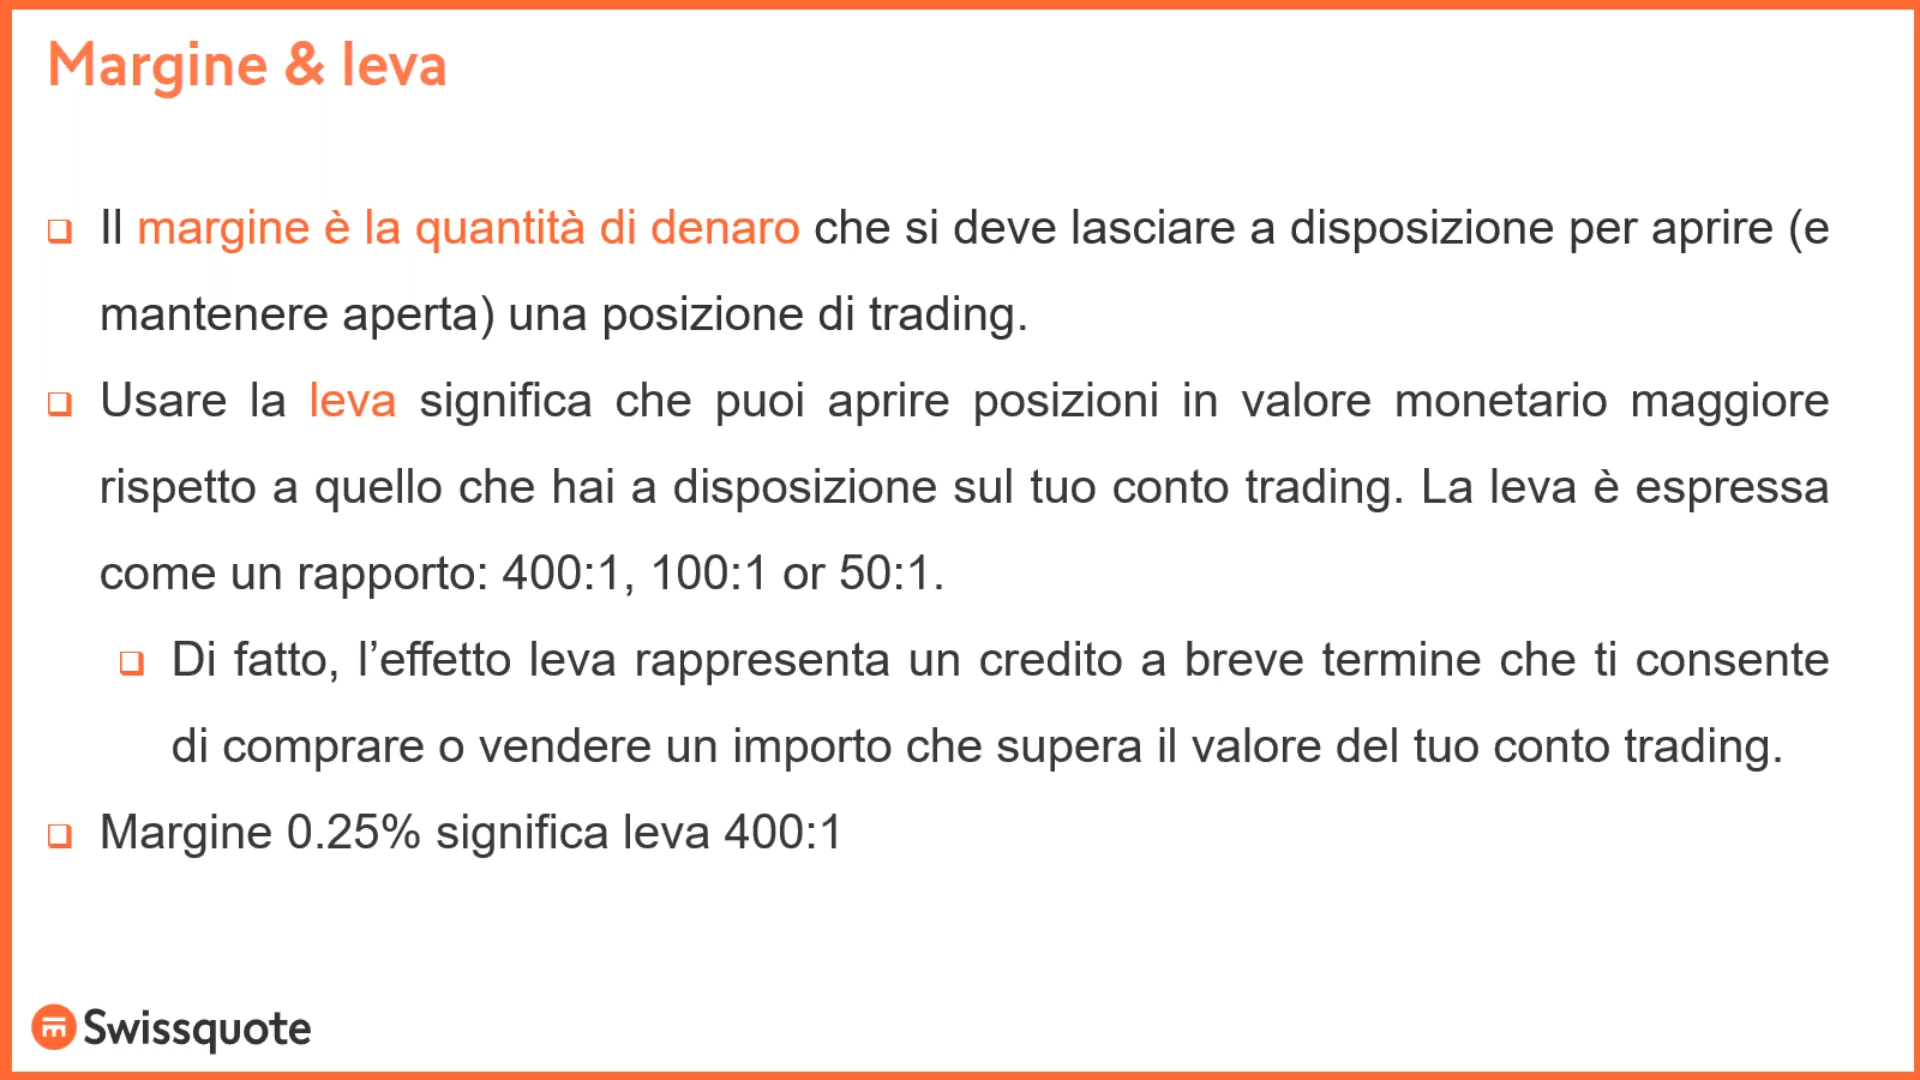 Margine & leva
Il margine è la quantità di denaro che si deve lasciare a disposizione per aprire (e
mantenere aperta) una posizione di trading.
Usare la leva significa che puoi aprire posizioni in valore monetario maggiore
rispetto a quello che hai a disposizione sul tuo conto trading. La leva è espressa
come un rapporto: 400:1, 100:1 or 50:1.
Di fatto, l’effetto leva rappresenta un credito a breve termine che ti consente
di comprare o vendere un importo che supera il valore del tuo conto trading.
Margine 0.25% significa leva 400:1
Swissquote